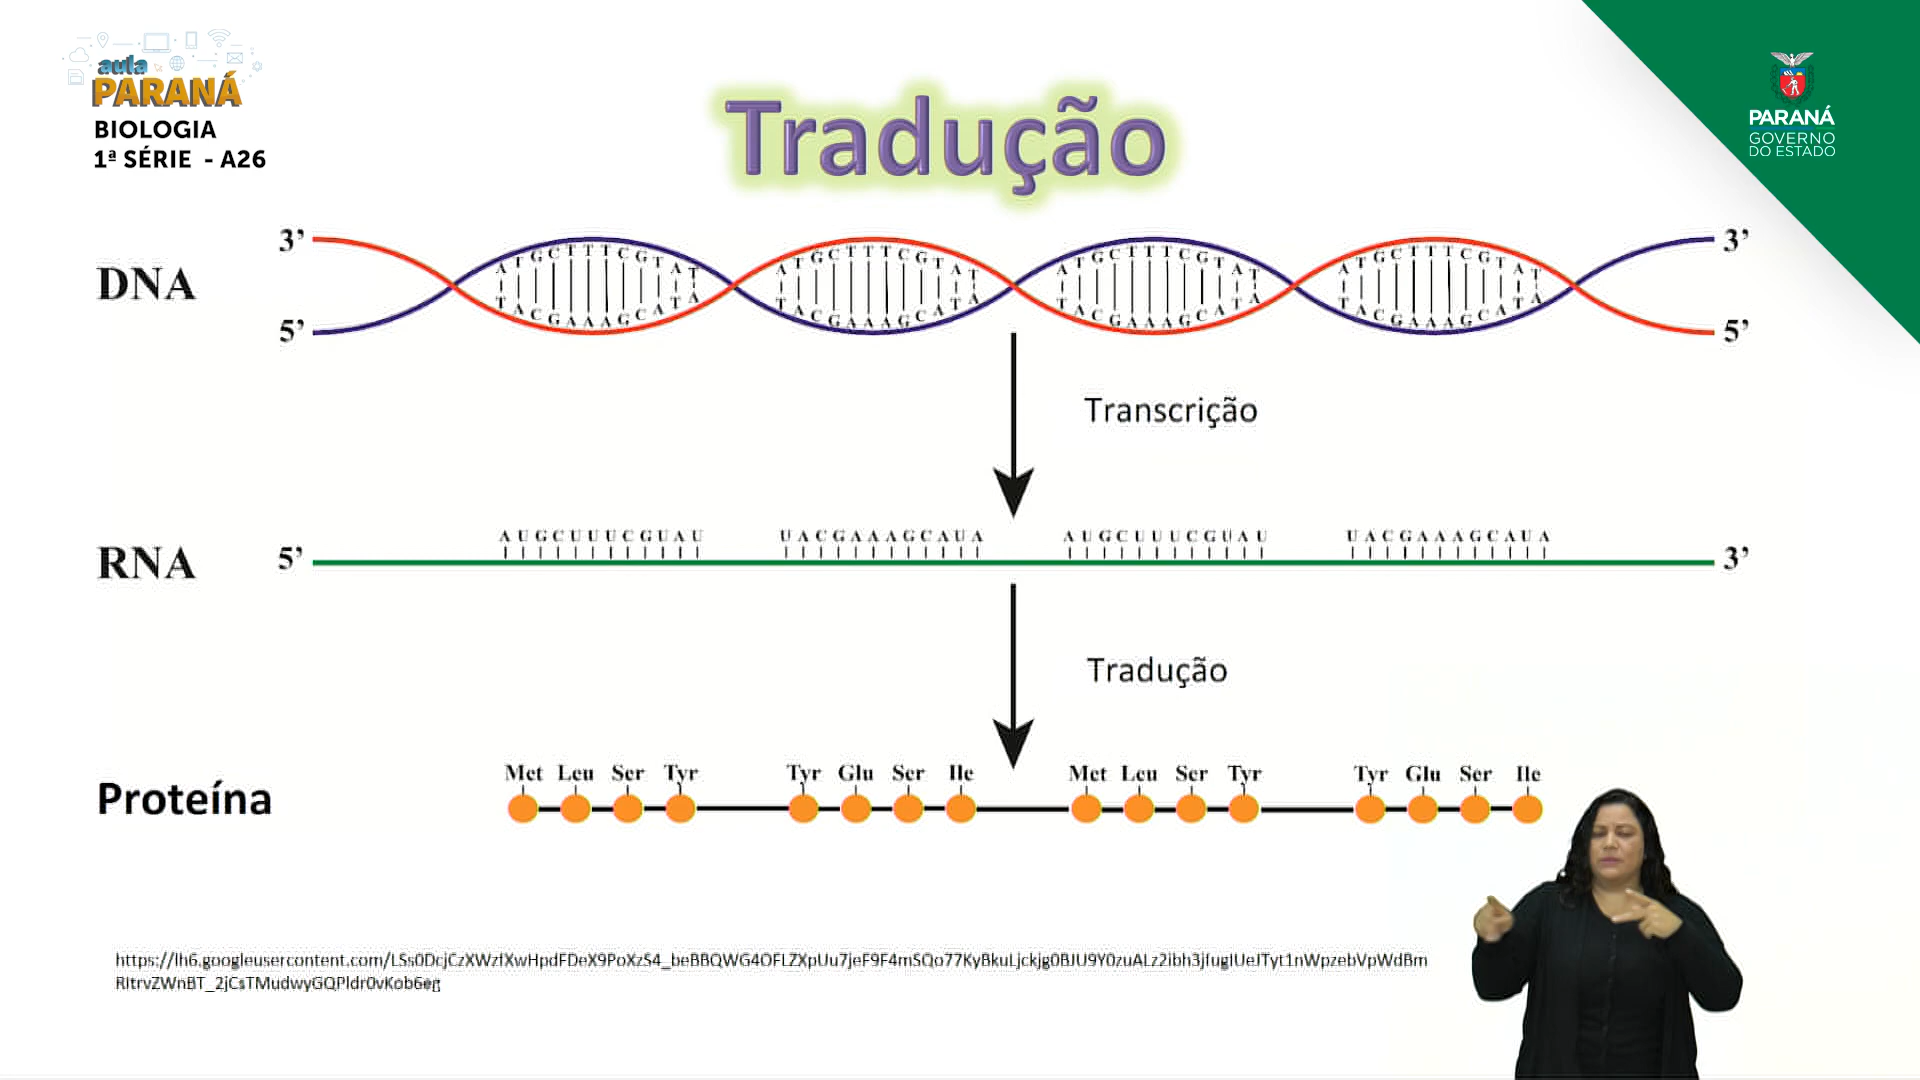 aula
PARANÁ
BIOLOGIA
1ª SÉRIE - A26
PARANÁ
GOVERNO
DO ESTADO
Tradução
3’ 3’
DNA
A T G C T T T C G T A T A T G C T T T C G T A T A T G C T T T C G T A T A T G C T T T C G T A T
T A C G A A A G C A T A T A C G A A A G C A T A T A C G A A A G C A T A T A C G A A A G C A T A
5’ 5’
Transcrição
A U G C U U U C G U A U U A C G A A A G C A U A A U G C U U U C G U A U U A C G A A A G C A U A
RNA 5’ 3’
Tradução
Met Leu Ser Tyr Tyr Glu Ser Ile Met Leu Ser Tyr Tyr Glu Ser Ile
Proteína